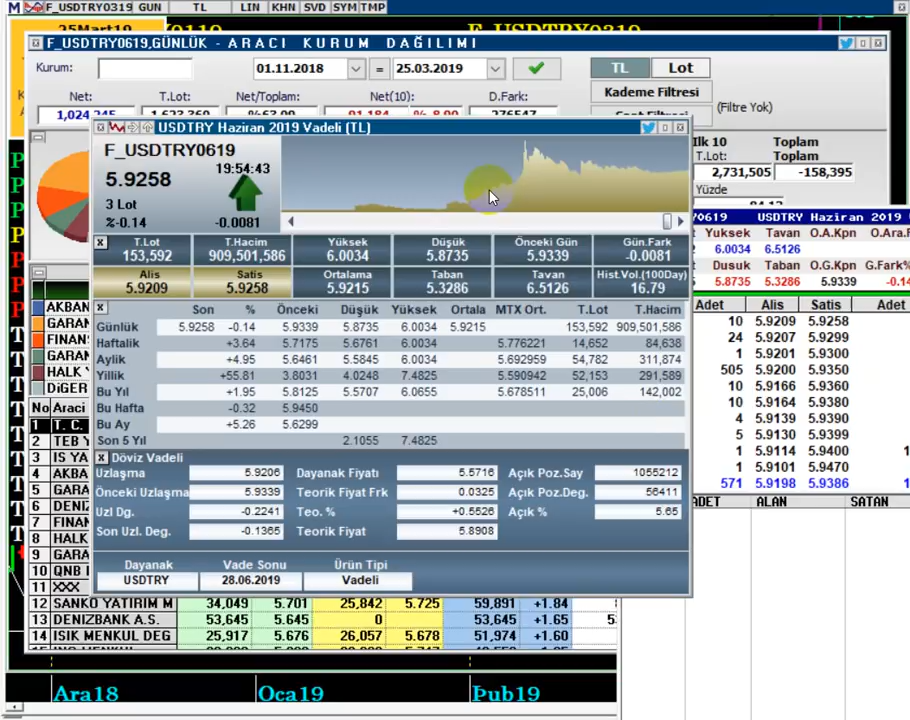 M F_USDTRY0319 GUN TL LIN KHN SVD SYM TMP
25Mart19
F_USDTRY0319
F_USDTRY0619,GÜNLÜK - ARACI KURUM DAĞILIMI
Kurum: 01.11.2018 = 25.03.2019 TL Lot
Kademe Filtresi
(Filtre Yok)
Net: T.Lot: Net/Toplam: Net(10): D.Fark:
İlk 10 Toplam
T.Lot: Toplam
2,731,505 -158,395
Yüzde
USDTRY Haziran 2019 Vadeli (TL)
F_USDTRY0619
5.9258 19:54:43
3 Lot
%-0.14 -0.0081
T.Lot T.Hacim Yüksek Düşük Önceki Gün Gün.Fark
153,592 909,501,586 6.0034 5.8735 5.9339 -0.0081
Alis Satis Ortalama Taban Tavan Hist.Vol.(100Day)
5.9209 5.9258 5.9215 5.3286 6.5139 16.79
Son % Önceki Düşük Yüksek Ortala MTX Ort. T.Lot T.Hacim
Günlük 5.9258 -0.14 5.9339 5.8735 6.0034 5.9215 153,592 909,501,586
Haftalik +3.64 5.7175 5.6761 6.0034 5.776221 14,652 84,638
Aylik +4.95 5.6461 5.5845 6.0034 5.692959 54,782 311,874
Yillik +55.81 3.8031 4.0248 7.4825 5.590942 52,153 291,589
Bu Yıl +1.95 5.8125 5.5707 6.0655 5.678511 25,006 142,002
Bu Hafta -0.32 5.9450
Bu Ay +5.26 5.6299
Son 5 Yıl 2.1055 7.4825
Döviz Vadeli
Uzlaşma 5.9206 Dayanak Fiyatı 5.5716 Açık Poz.Say 1055212
Önceki Uzlaşma 5.9339 Teorik Fiyat Frk 0.0325 Açık Poz.Deg. 56411
Uzl Dg. -0.2241 Teo. % +0.5526 Açık % 5.65
Son Uzl. Deg. -0.1365 Teorik Fiyat 5.8908
Dayanak Vade Sonu Ürün Tipi
USDTRY 28.06.2019 Vadeli
USDTRY Haziran 2019
Yuksek Tavan O.A.Kpn
6.0034 6.5126
Dusuk Taban O.G.Kpn G.Fark%
5.8735 5.3286 5.9339
Adet Alis Satis Adet
10 5.9209 5.9258
24 5.9207 5.9299
1 5.9201 5.9300
505 5.9200 5.9350
10 5.9166 5.9360
10 5.9164 5.9380
4 5.9139 5.9390
5 5.9130 5.9399
1 5.9114 5.9400
1 5.9101 5.9470
571 5.9198 5.9386
ALAN SATAN
No Araci
1 T. C.
2 TEB
3 IS YA
4 AKBA
5 GARA
6 DENI
7 FINA
8 HALK
9 GARA
10 QNB
11 XXX
12 SANKO YATIRIM M 34,049 5.701 25,842 5.725 59,891 +1.84
13 DENIZBANK A.S. 53,645 5.645 0 53,645 +1.65
14 ISIK MENKUL DEG 25,917 5.676 26,057 5.678 51,974 +1.60
Ara18 Oca19 Þub19